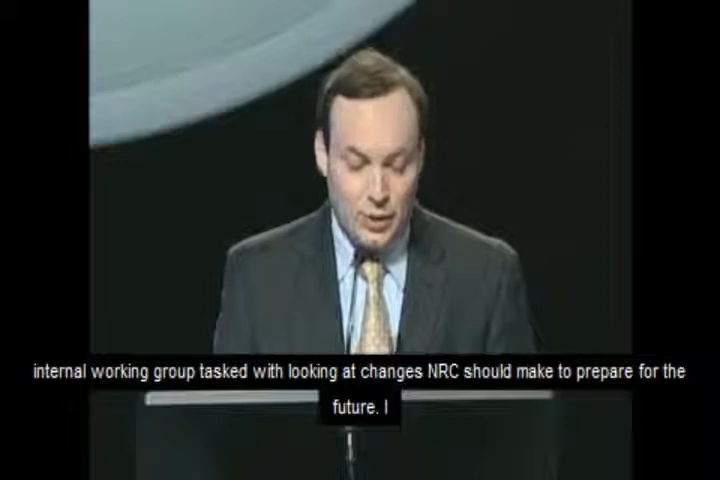 internal working group tasked with looking at changes NRC should make to prepare for the
future. I